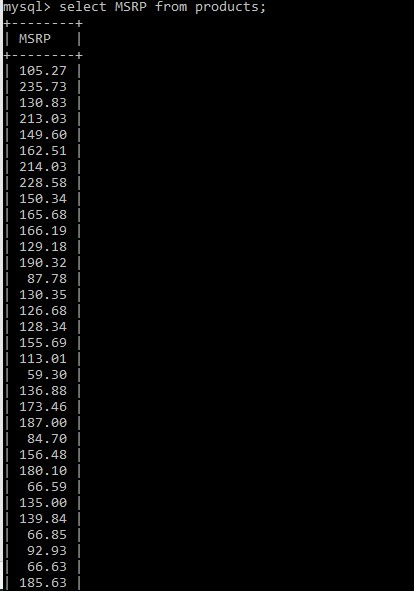 mysql> select MSRP from products;
+--------+
| MSRP   |
+--------+
| 105.27 |
| 235.73 |
| 130.83 |
| 213.03 |
| 149.60 |
| 162.51 |
| 214.03 |
| 228.58 |
| 150.34 |
| 165.68 |
| 166.19 |
| 129.18 |
| 190.32 |
|  87.78 |
| 130.35 |
| 126.68 |
| 128.34 |
| 155.69 |
| 113.01 |
|  59.30 |
| 136.88 |
| 173.46 |
| 187.00 |
|  84.70 |
| 156.48 |
| 180.10 |
|  66.59 |
| 135.00 |
| 139.84 |
|  66.85 |
|  92.93 |
|  66.63 |
| 185.63 |